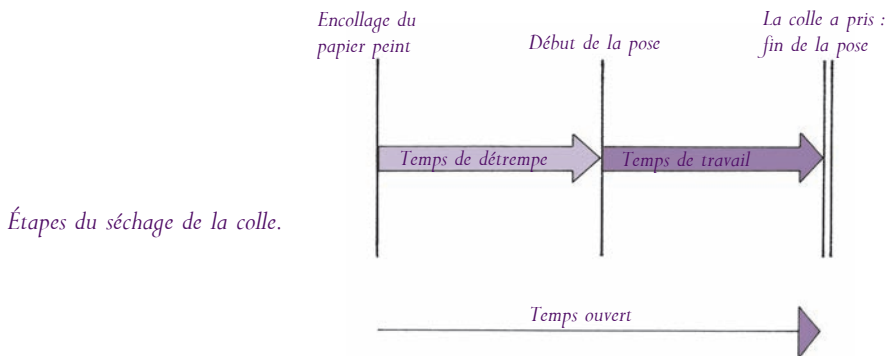 Encollage du
papier peint
Début de la pose
La colle a pris :
fin de la pose
Temps de détrempe
Temps de travail
Étapes du séchage de la colle.
Temps ouvert